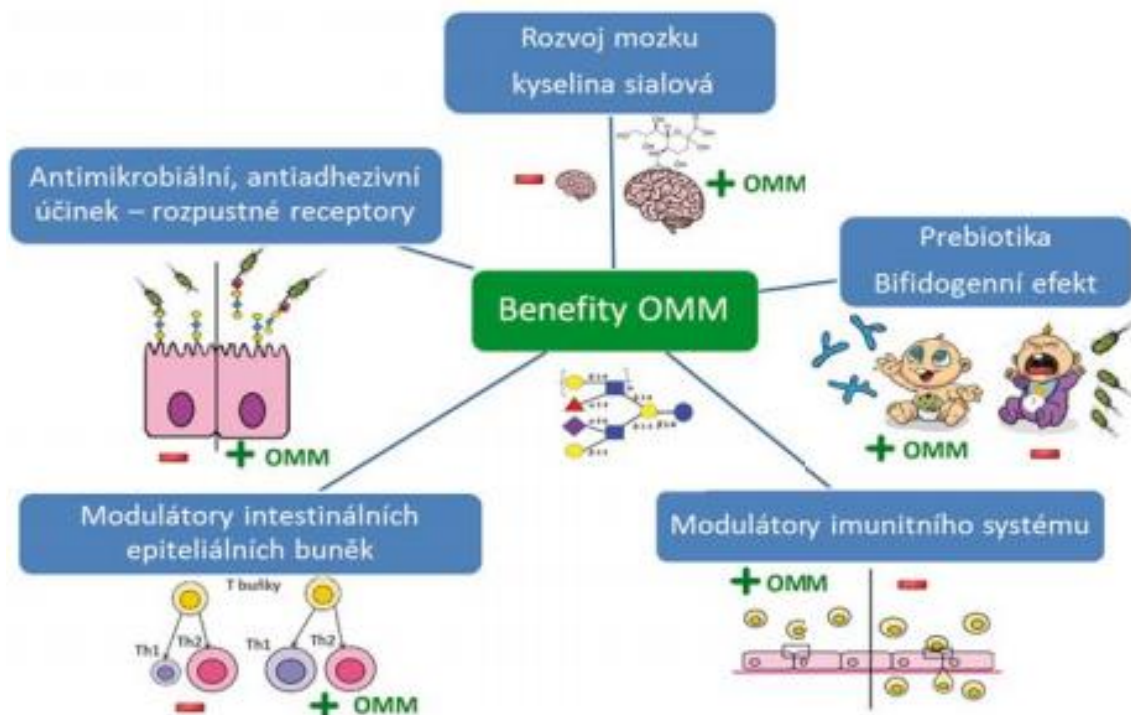 Rozvoj mozku
kyselina sialová
OMM
Antimikrobiální, antiadhezivní
účinek – rozpustné receptory
OMM
Prebiotika
Bifidogenní efekt
OMM
Benefity OMM
Modulátory intestinálních
epiteliálních buněk
T buňky
Th1
Th2
Th1
Th2
OMM
Modulátory imunitního systému
OMM